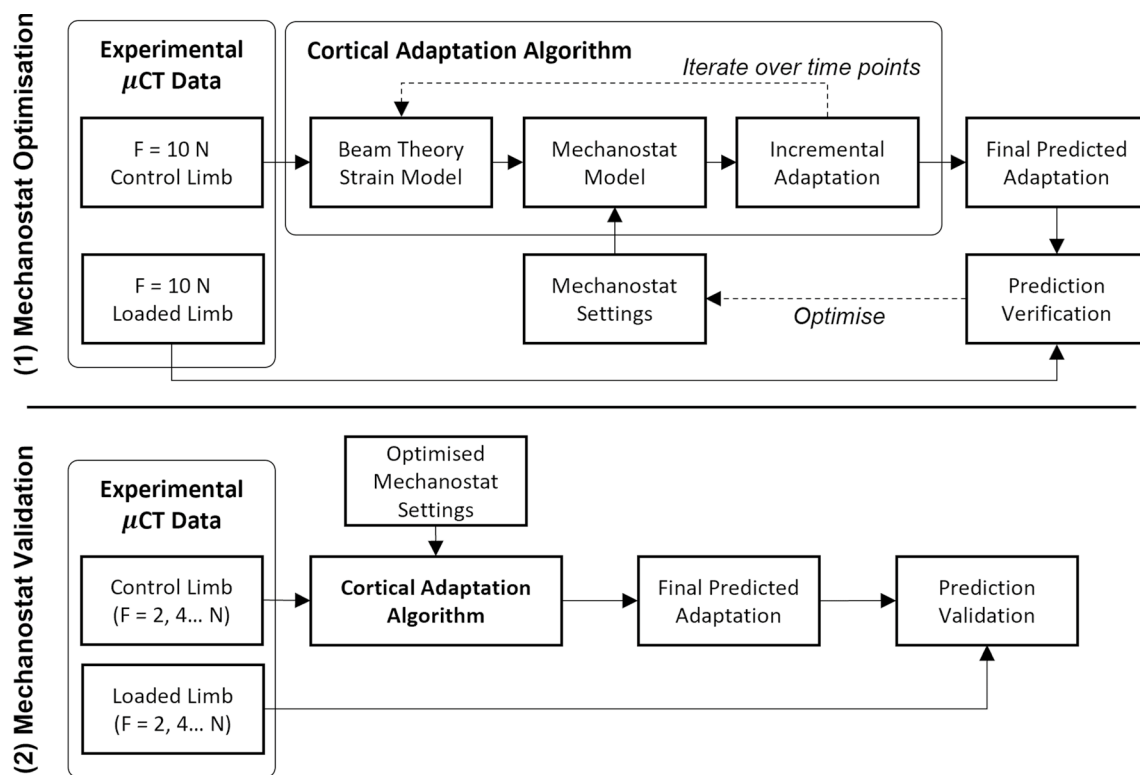 (1) Mechanostat Optimisation
Experimental
μCT Data
F = 10 N
Control Limb
F = 10 N
Loaded Limb
Cortical Adaptation Algorithm
Iterate over time points
Beam Theory
Strain Model
Mechanostat
Model
Incremental
Adaptation
Final Predicted
Adaptation
Mechanostat
Settings
Optimise
Prediction
Verification
(2) Mechanostat Validation
Experimental
μCT Data
Control Limb
(F = 2, 4... N)
Loaded Limb
(F = 2, 4... N)
Optimised
Mechanostat
Settings
Cortical Adaptation
Algorithm
Final Predicted
Adaptation
Prediction
Validation